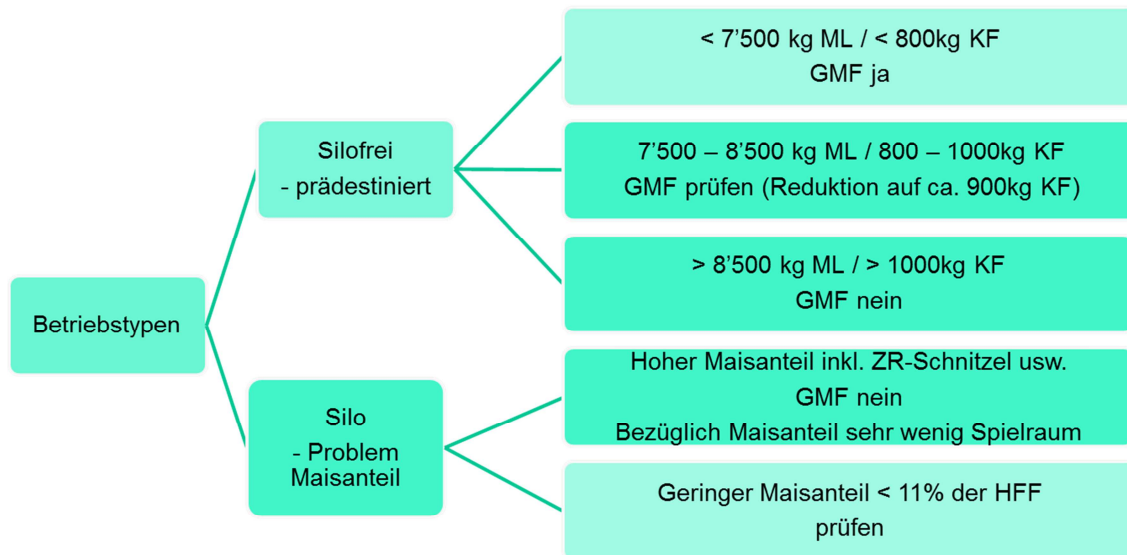 Betriebstypen
Silofrei
- prädestiniert
< 7’500 kg ML / < 800kg KF
GMF ja
7’500 – 8’500 kg ML / 800 – 1000kg KF
GMF prüfen (Reduktion auf ca. 900kg KF)
> 8’500 kg ML / > 1000kg KF
GMF nein
Silo
- Problem
Maisanteil
Hoher Maisanteil inkl. ZR-Schnitzel usw.
GMF nein
Bezüglich Maisanteil sehr wenig Spielraum
Geringer Maisanteil < 11% der HFF
prüfen